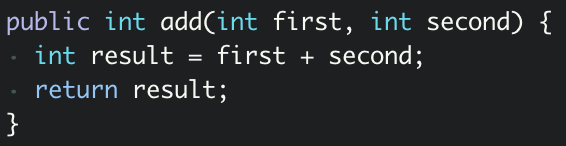 public int add(int first, int second) {
  int result = first + second;
  return result;
}